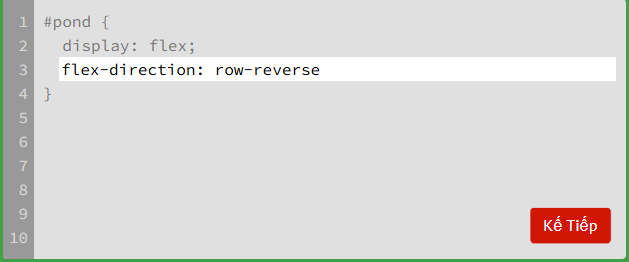 1 #pond {
2 display: flex;
3 flex-direction: row-reverse
4 }
5
6
7
8
9
10
Kế Tiếp